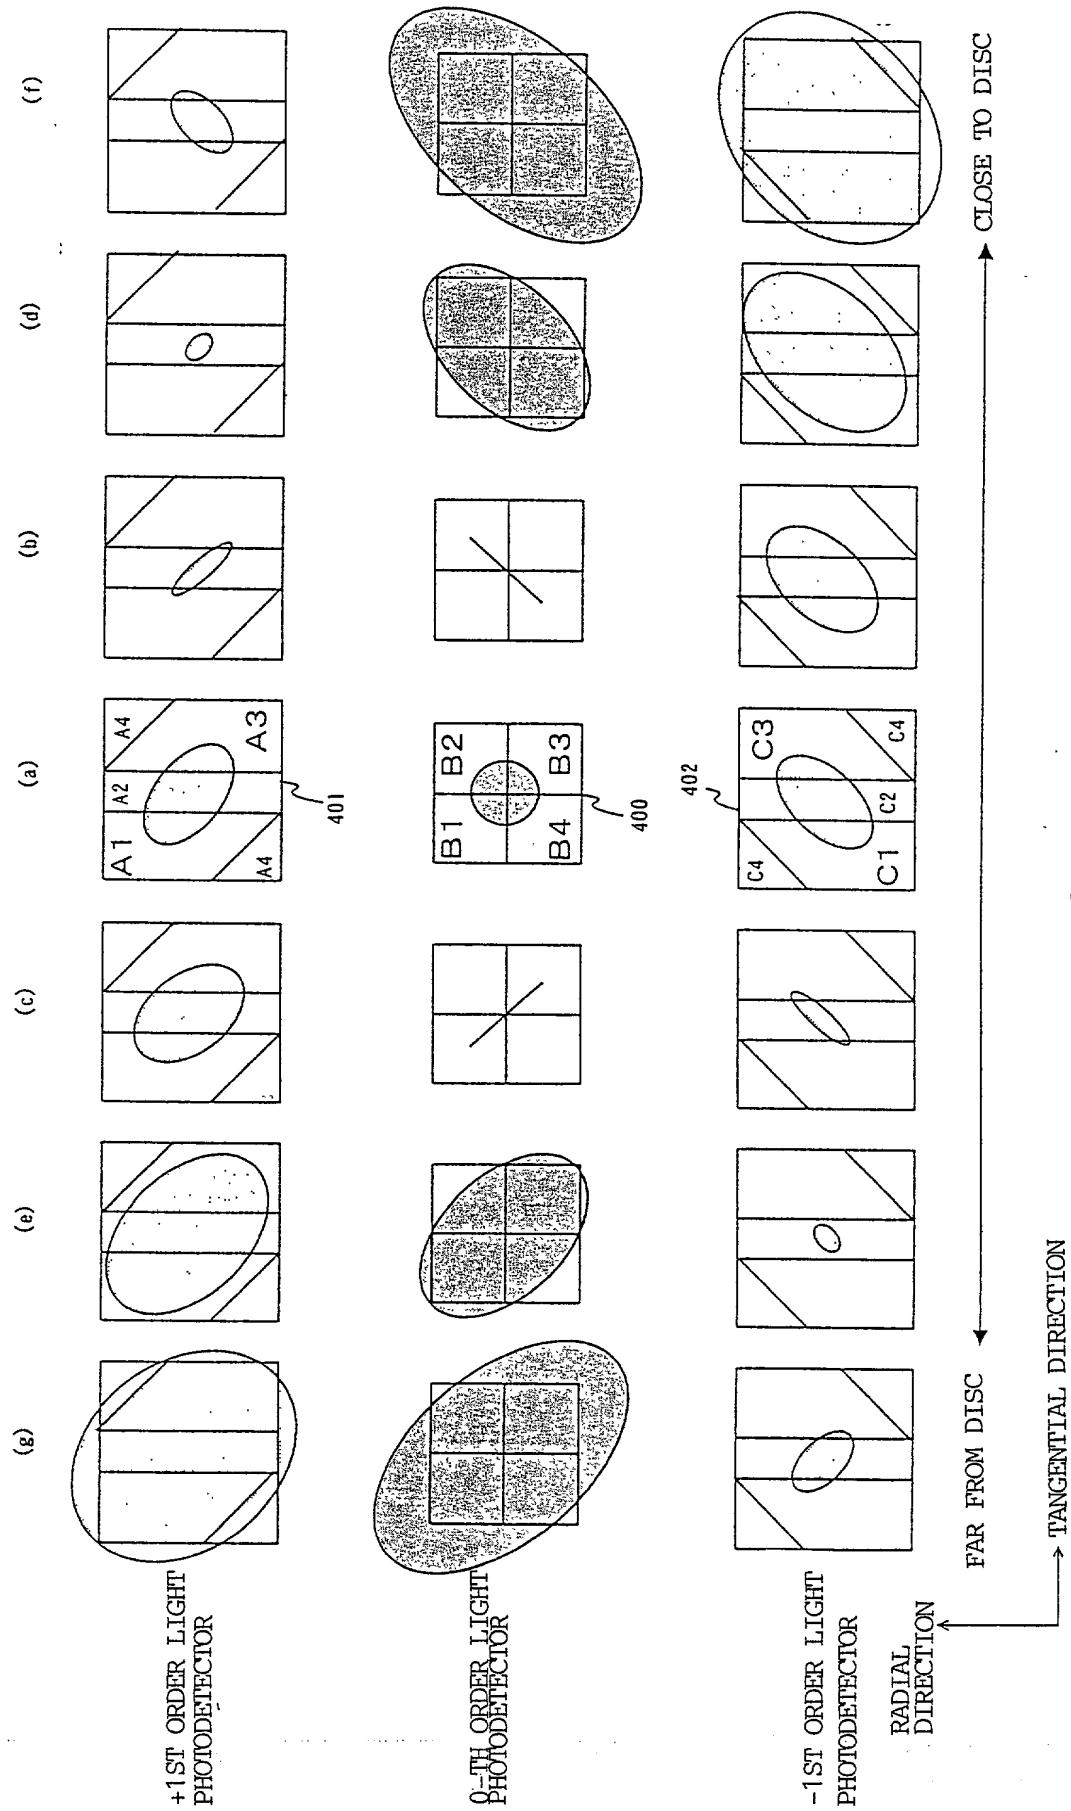 (g)
(e)
(c)
(a)
(b)
(d)
(f)
+1ST ORDER LIGHT
PHOTODETECTOR
A1
A2
A4
A4
A3
401
0-TH ORDER LIGHT
PHOTODETECTOR
B1
B2
B4
B3
400
-1ST ORDER LIGHT
PHOTODETECTOR
402
C4
C3
C1
C2
C4
RADIAL
DIRECTION
FAR FROM DISC
CLOSE TO DISC
TANGENTIAL DIRECTION